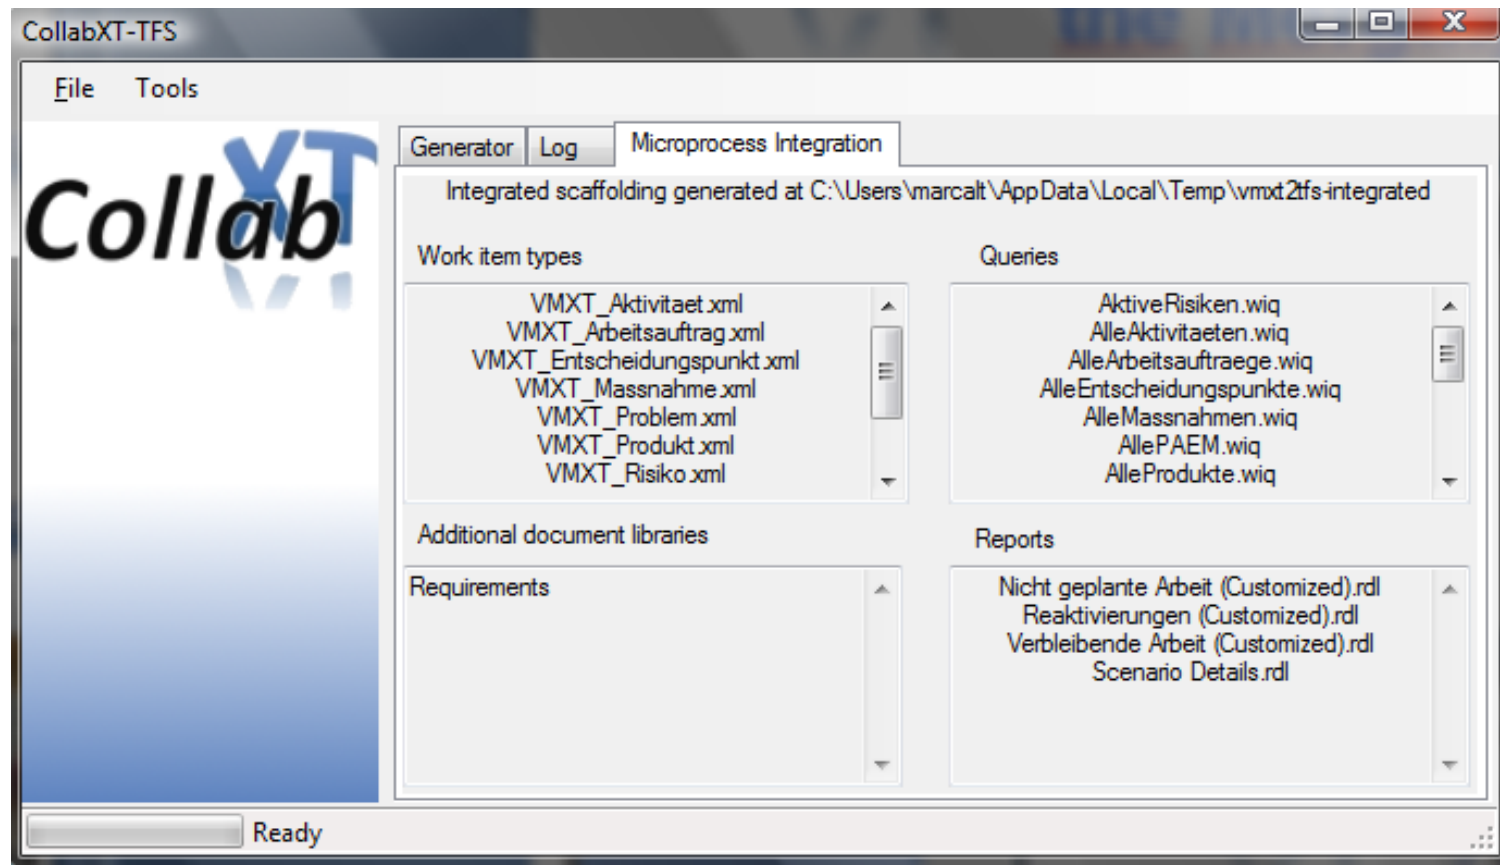 CollabXT-TFS
File Tools
Collab XT
Generator Log Microprocess Integration
Integrated scaffolding generated at C:\Users\marcalt\AppData\Local\Temp\vmxt2tfs-integrated
Work item types
VMXT_Aktivitaet.xml
VMXT_Arbeitsauftrag.xml
VMXT_Entscheidungspunkt.xml
VMXT_Massnahme.xml
VMXT_Problem.xml
VMXT_Produkt.xml
VMXT_Risiko.xml
Queries
AktiveRisiken.wiq
AlleAktivitaeten.wiq
AlleArbeitsauftraege.wiq
AlleEntscheidungspunkte.wiq
AlleMassnahmen.wiq
AllePAEM.wiq
AlleProdukte.wiq
Additional document libraries
Requirements
Reports
Nicht geplante Arbeit (Customized).rdl
Reaktivierungen (Customized).rdl
Verbleibende Arbeit (Customized).rdl
Scenario Details.rdl
Ready